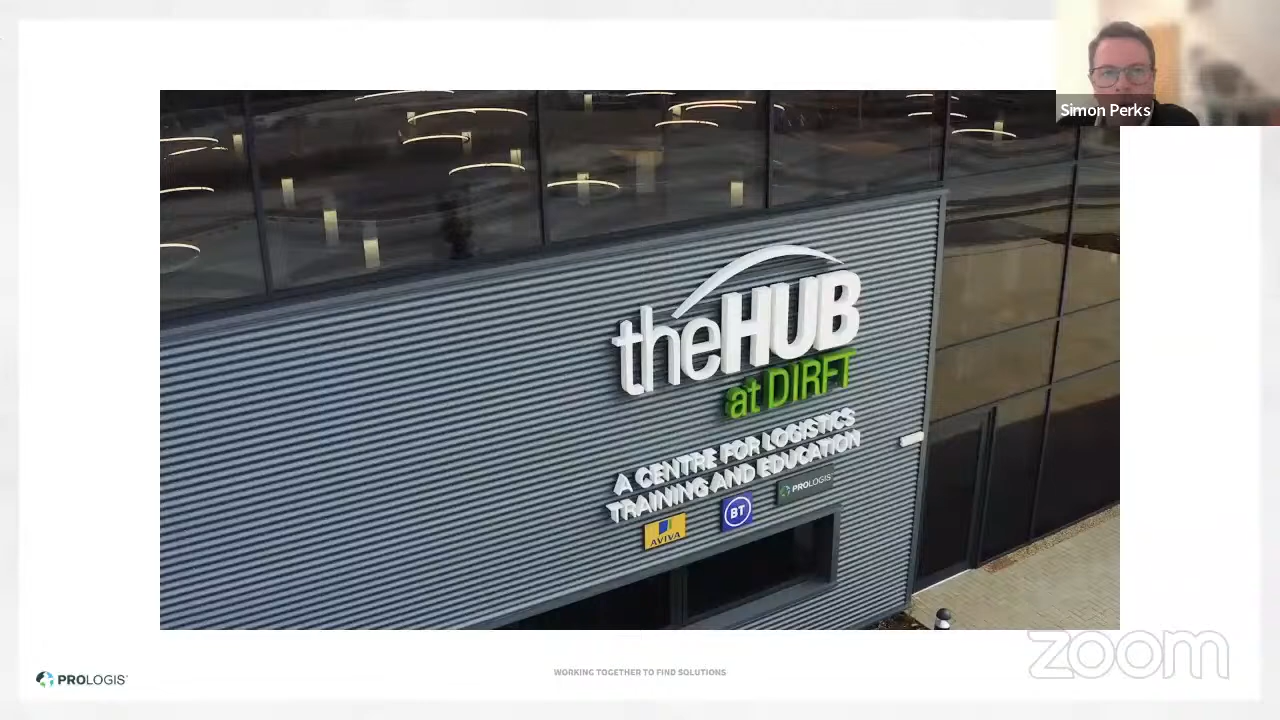 Simon Perks
theHUB
at DIRFT
A CENTRE FOR LOGISTICS
TRAINING AND EDUCATION
AVIVA
BT
PROLOGIS
PROLOGIS
WORKING TOGETHER TO FIND SOLUTIONS
zoom